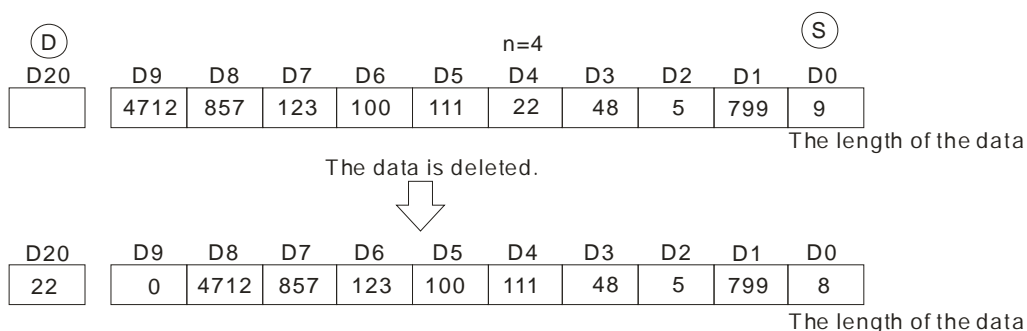 D S
n=4
D20 D9 D8 D7 D6 D5 D4 D3 D2 D1 D0
4712 857 123 100 111 22 48 5 799 9
The length of the data
The data is deleted.
D20 D9 D8 D7 D6 D5 D4 D3 D2 D1 D0
22 0 4712 857 123 100 111 48 5 799 8
The length of the data